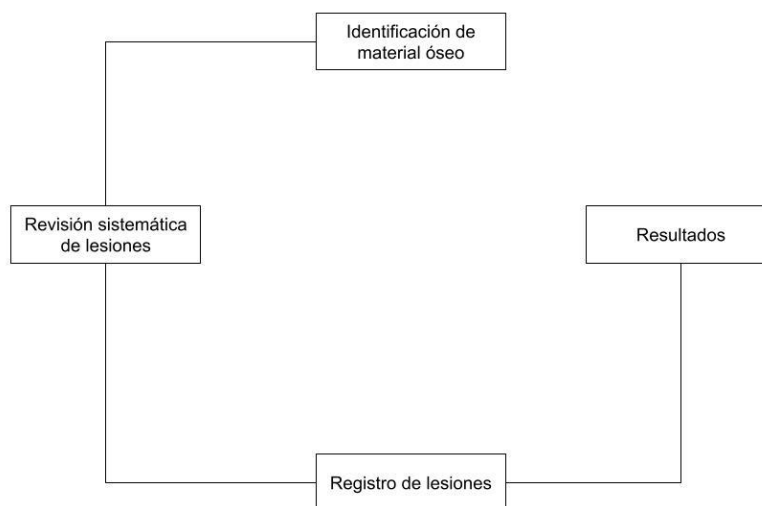 Identificación de
material óseo
Revisión sistemática
de lesiones
Resultados
Registro de lesiones